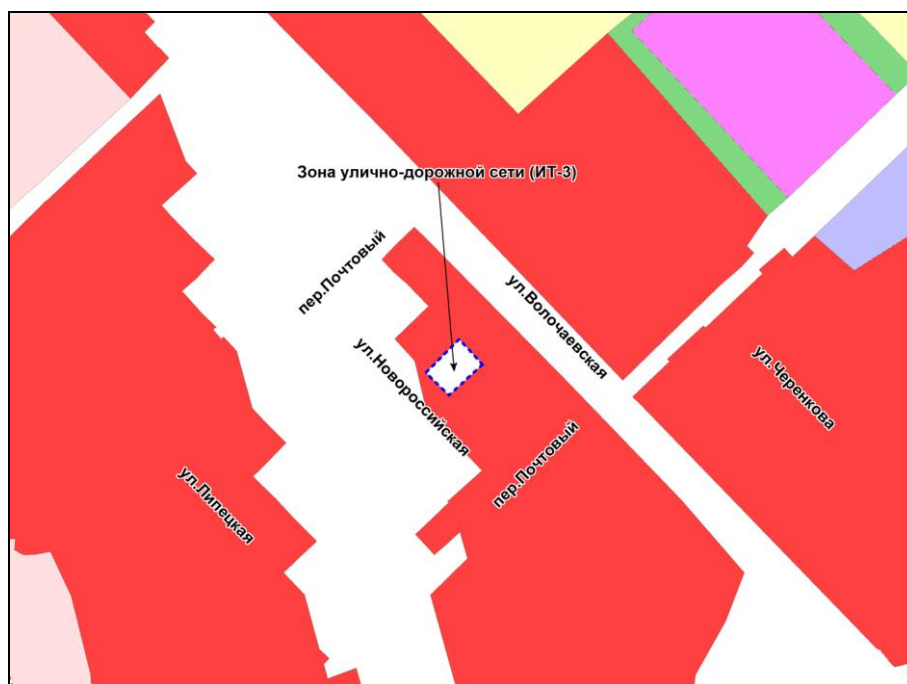 Зона улично-дорожной сети (ИТ-3)
пер.Почтовый
ул.Волочаевская
ул.Новороссийская
ул.Черенкова
пер.Почтовый
ул.Липецкая